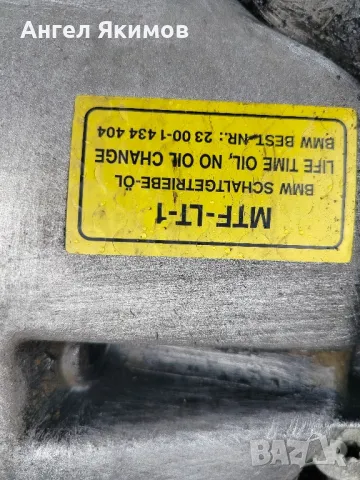 Ангел Якимов
MTF-LT-1
BMW SCHALTGETRIEBE-ÖL
LIFE TIME OIL, NO OIL CHANGE
BMW BEST.-NR.: 23 00-1 434 404
BAZAR